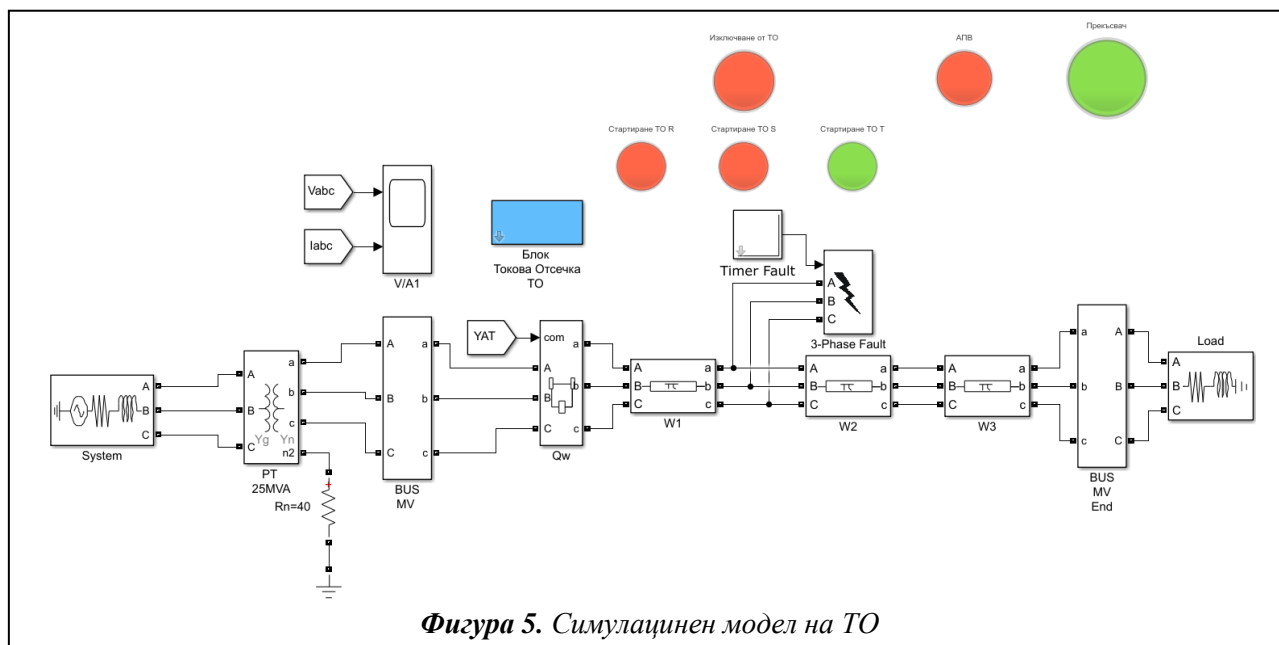 Прекъсвач
Изключване от ТО
АПВ
Стартиране ТО R
Стартиране ТО S
Стартиране ТО Т
Vabc
Iabc
V/A1
Блок
Токова Отсечка
ТО
Timer Fault
A
B
C
3-Phase Fault
A
B
C
System
A
B
C
a
b
c
n2
Yg
Yn
PT
25MVA
Rn=40
A
B
C
a
b
c
BUS
MV
YAT
com
A
B
C
a
b
c
Qw
A
B
C
a
b
c
W1
A
B
C
a
b
c
W2
A
B
C
a
b
c
W3
a
b
c
A
B
C
BUS
MV
End
Load
A
B
C
Фигура 5. Симулацинен модел на ТО